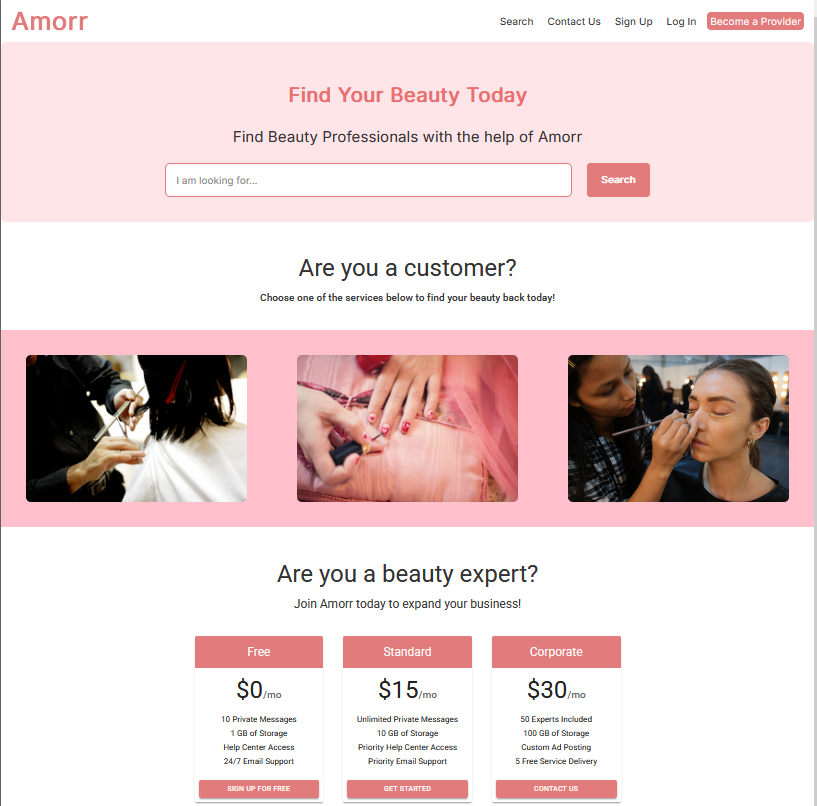 Amorr
Search Contact Us Sign Up Log In Become a Provider
Find Your Beauty Today
Find Beauty Professionals with the help of Amorr
I am looking for...
Search
Are you a customer?
Choose one of the services below to find your beauty back today!
Are you a beauty expert?
Join Amorr today to expand your business!
Free
$0/mo
10 Private Messages
1 GB of Storage
Help Center Access
24/7 Email Support
SIGN UP FOR FREE
Standard
$15/mo
Unlimited Private Messages
10 GB of Storage
Priority Help Center Access
Priority Email Support
GET STARTED
Corporate
$30/mo
50 Experts Included
100 GB of Storage
Custom Ad Posting
5 Free Service Delivery
CONTACT US